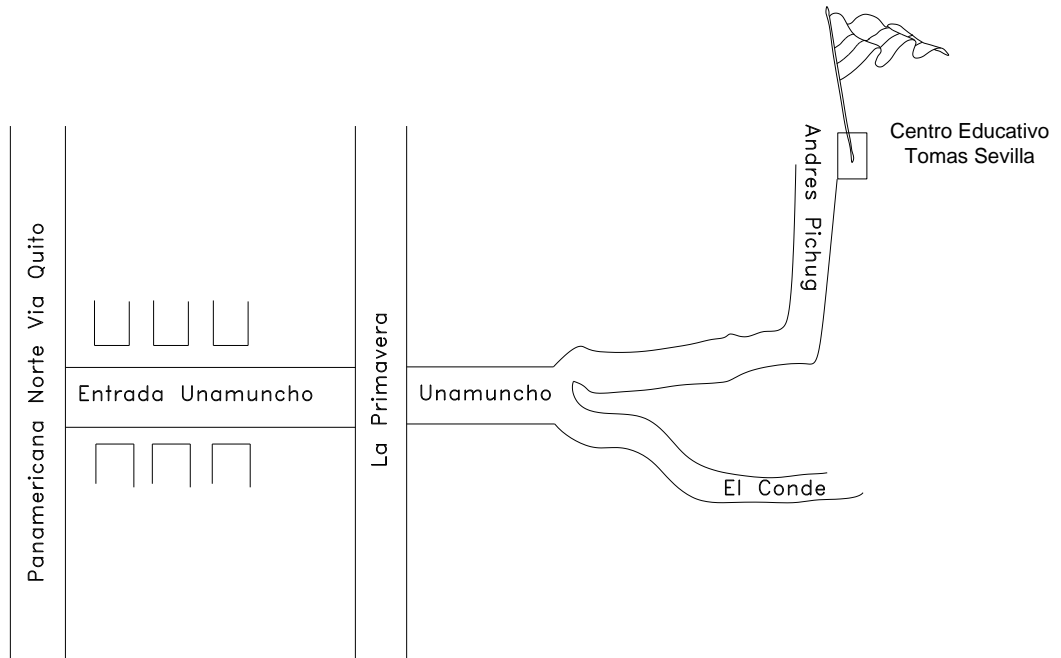 Panamericana Norte Via Quito
Entrada Unamuncho
La Primavera
Unamuncho
Andres Pichug
Centro Educativo
Tomas Sevilla
El Conde